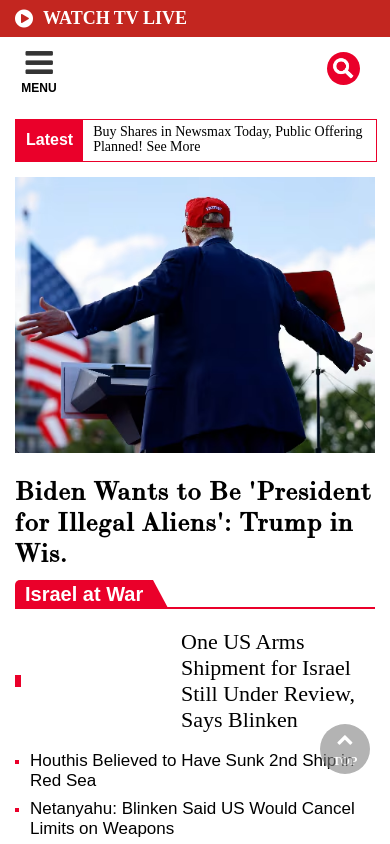 WATCH TV LIVE
MENU
Latest
Buy Shares in Newsmax Today, Public Offering
Planned! See More
Biden Wants to Be 'President
for Illegal Aliens': Trump in
Wis.
Israel at War
One US Arms
Shipment for Israel
Still Under Review,
Says Blinken
Houthis Believed to Have Sunk 2nd Ship in
Red Sea
TOP
Netanyahu: Blinken Said US Would Cancel
Limits on Weapons